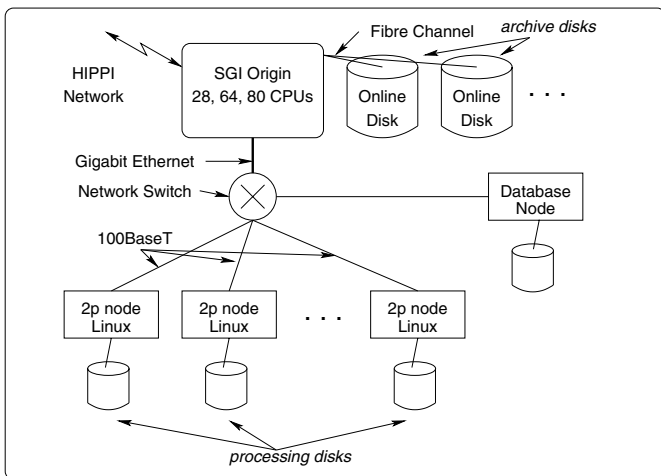 Fibre Channel
archive disks
HIPPI
Network
SGI Origin
28, 64, 80 CPUs
Online
Disk
Online
Disk
. . .
Gigabit Ethernet
Network Switch
Database
Node
100BaseT
2p node
Linux
2p node
Linux
. . .
2p node
Linux
processing disks